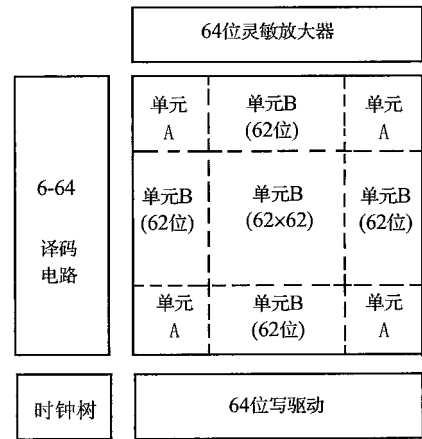 64位灵敏放大器
单元 单元B 单元
A (62位) A
6-64
译码
电路
单元B 单元B 单元B
(62位) (62×62) (62位)
单元 单元B 单元
A (62位) A
时钟树
64位写驱动